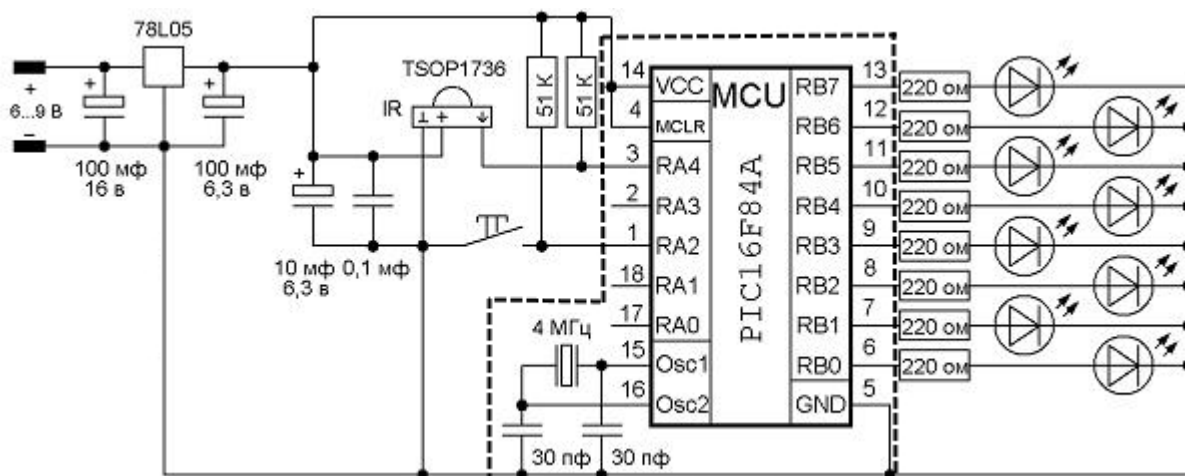 78L05
+
6...9 В
−
+
100 мф
16 в
+
100 мф
6,3 в
TSOP1736
IR
⊥ +
+
10 мф
6,3 в
0,1 мф
51 К
51 К
4 МГц
30 пф
30 пф
MCU
PIC16F84A
14 VCC
4 MCLR
3 RA4
2 RA3
1 RA2
18 RA1
17 RA0
15 Osc1
16 Osc2
RB7 13 220 ом
RB6 12 220 ом
RB5 11 220 ом
RB4 10 220 ом
RB3 9 220 ом
RB2 8 220 ом
RB1 7 220 ом
RB0 6 220 ом
GND 5